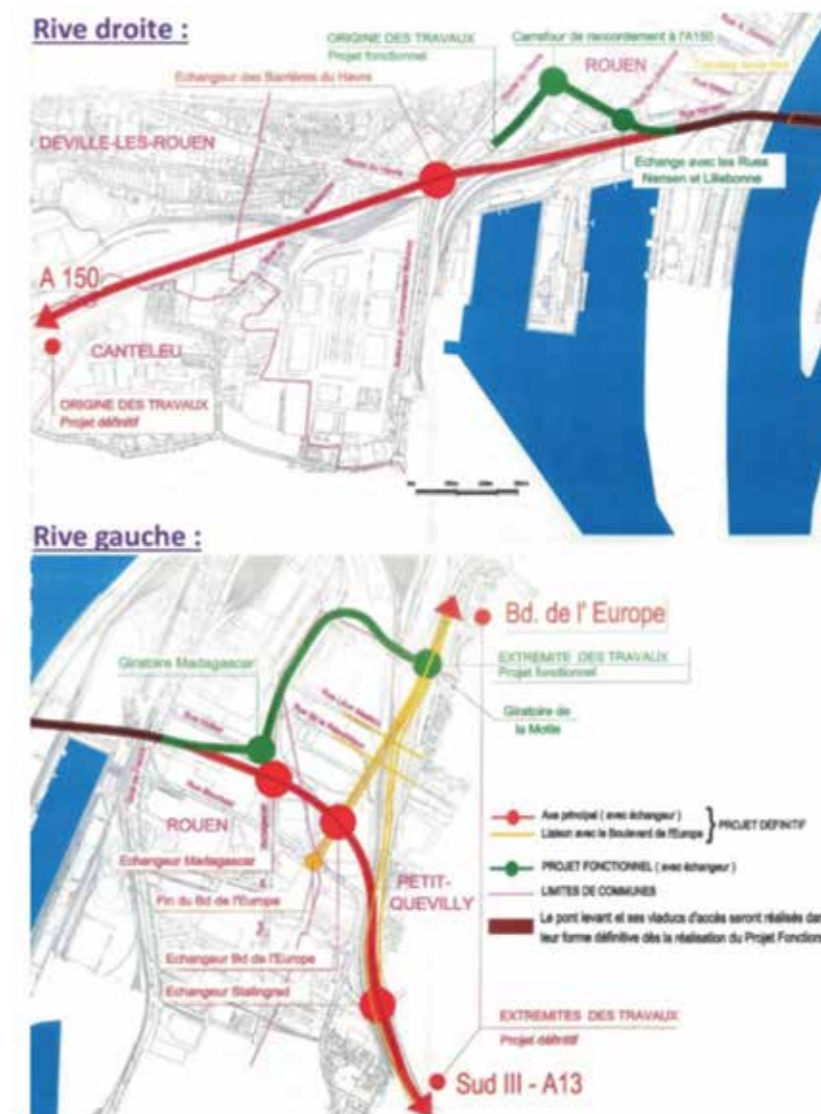 Rive droite :
ORIGINE DES TRAVAUX
Projet fonctionnel
Carrefour de raccordement à l'A150
ROUEN
Echangeur des Barrières du Havre
DEVILLE-LES-ROUEN
Echange avec les Rues
Nansen et Lillebonne
A 150
CANTELEU
ORIGINE DES TRAVAUX
Projet définitif
Rive gauche :
Bd. de l' Europe
Giratoire Madagascar
EXTREMITE DES TRAVAUX
Projet fonctionnel
Giratoire de
la Motte
ROUEN
Echangeur Madagascar
PETIT-
QUEVILLY
Fin du Bd de l'Europe
Echangeur Bd de l'Europe
Echangeur Stalingrad
Axe principal ( avec échangeur )
Liaison avec le Boulevard de l'Europe
PROJET DEFINITIF
PROJET FONCTIONNEL ( avec échangeur )
LIMITES DE COMMUNES
Le pont levant et ses viaducs d'accès seront réalisés da
leur forme définitive dès la réalisation du Projet Fonction
EXTREMITES DES TRAVAUX
Projet définitif
Sud III - A13